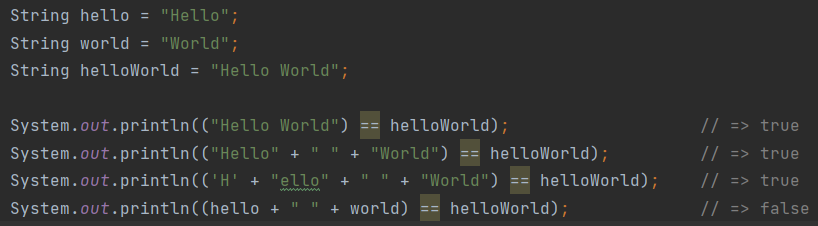 String hello = "Hello";
String world = "World";
String helloWorld = "Hello World";
System.out.println(("Hello World") == helloWorld); // => true
System.out.println(("Hello" + " " + "World") == helloWorld); // => true
System.out.println(('H' + "ello" + " " + "World") == helloWorld); // => true
System.out.println((hello + " " + world) == helloWorld); // => false